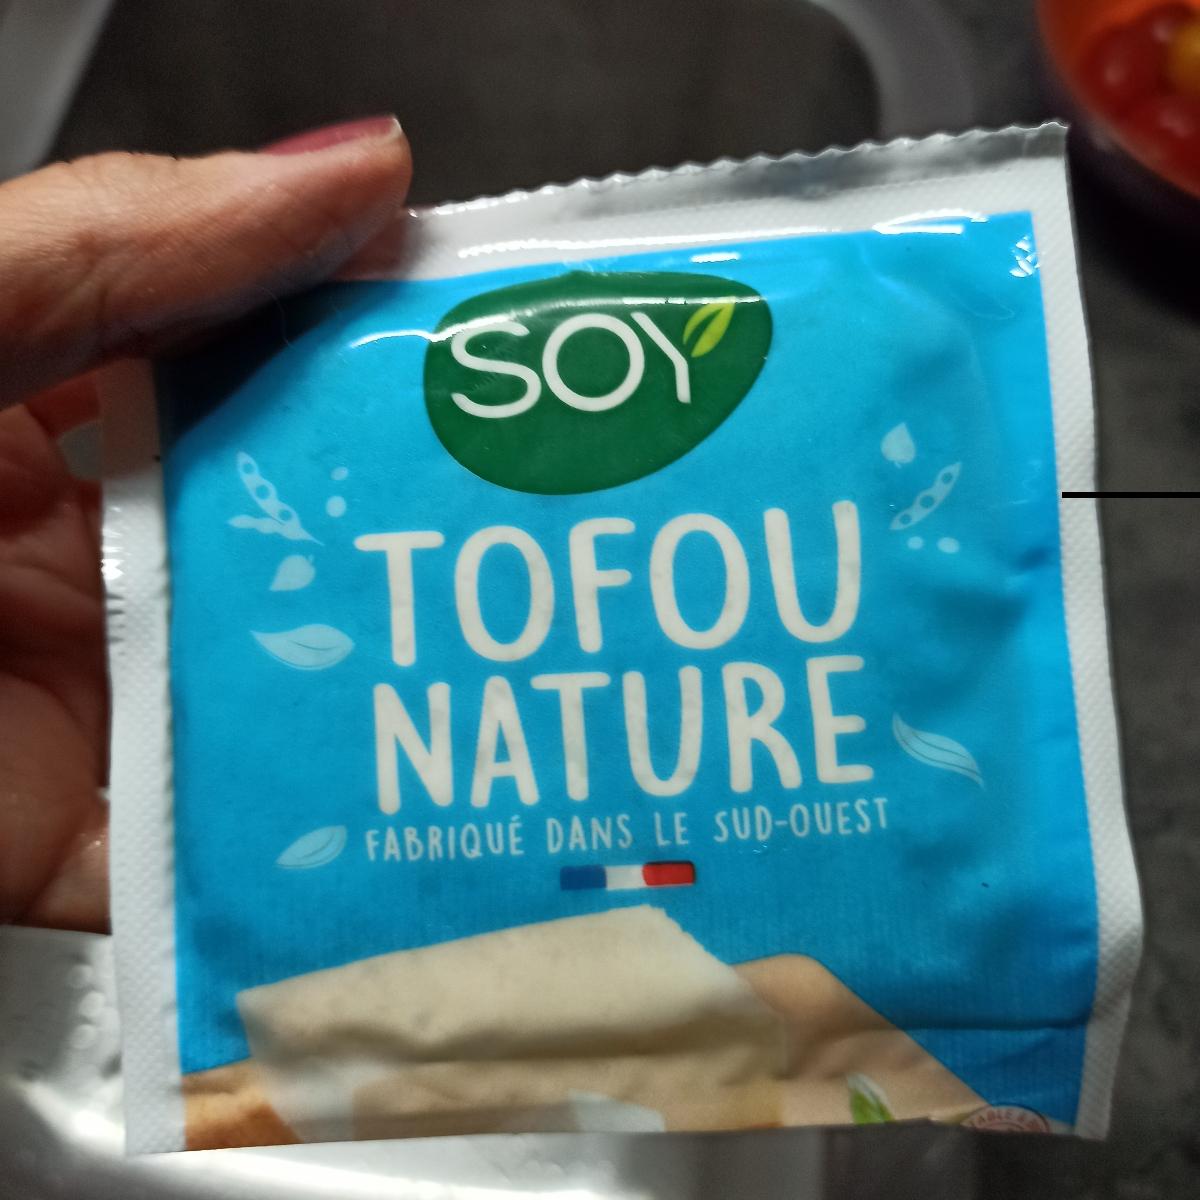 SOY
TOFOU
NATURE
FABRIQUÉ DANS LE SUD-OUEST